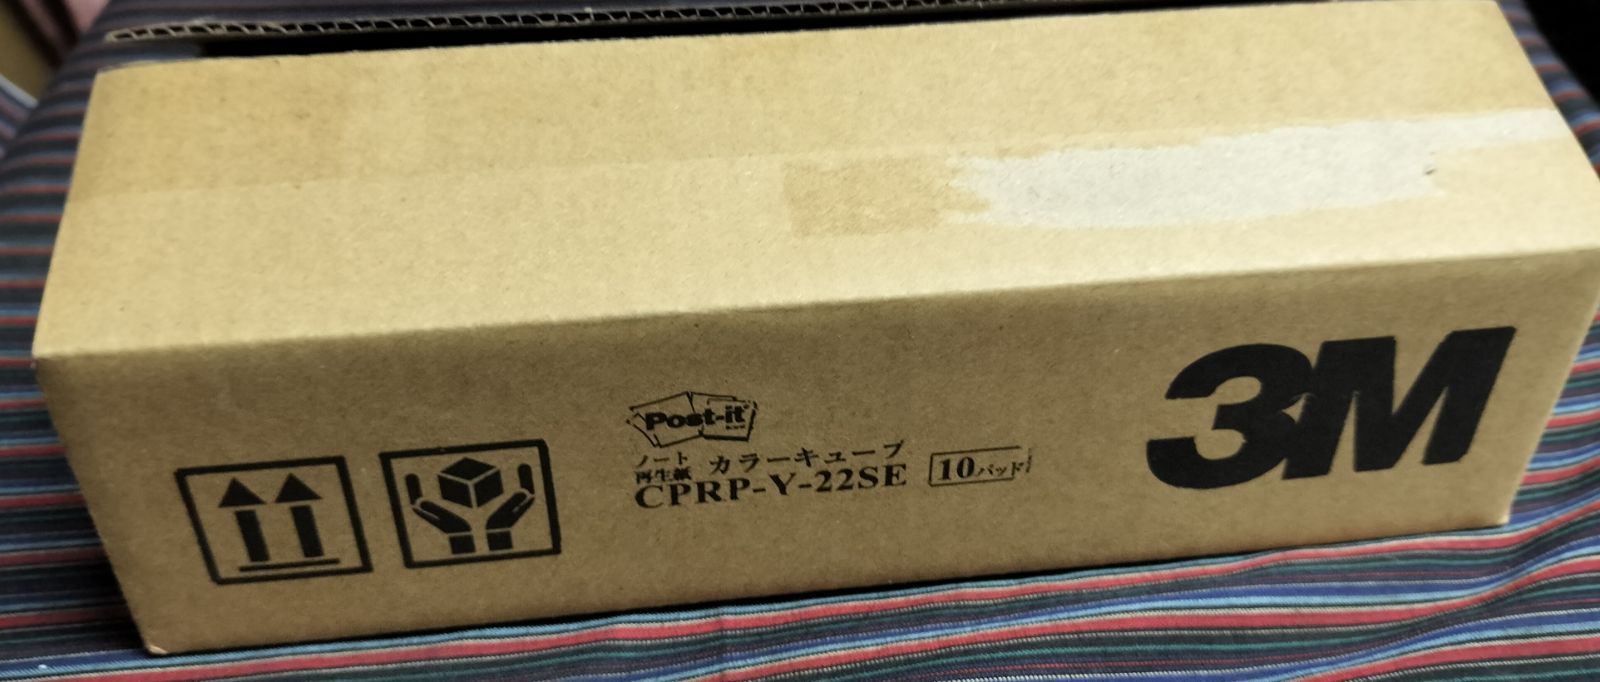 Post-it
ノート
再生紙
カラーキューブ
CPRP-Y-22SE
10パッド
3M